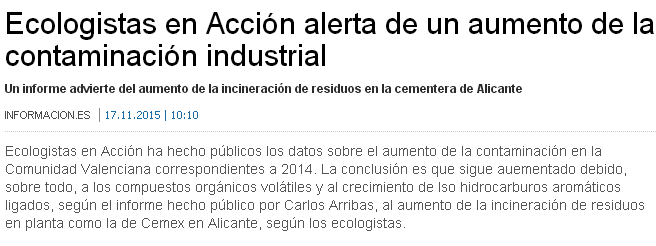 Ecologistas en Acción alerta de un aumento de la
contaminación industrial
Un informe advierte del aumento de la incineración de residuos en la cementera de Alicante
INFORMACION.ES | 17.11.2015 | 10:10
Ecologistas en Acción ha hecho públicos los datos sobre el aumento de la contaminación en la
Comunidad Valenciana correspondientes a 2014. La conclusión es que sigue auementado debido,
sobre todo, a los compuestos orgánicos volátiles y al crecimiento de lso hidrocarburos aromáticos
ligados, según el informe hecho público por Carlos Arribas, al aumento de la incineración de residuos
en planta como la de Cemex en Alicante, según los ecologistas.